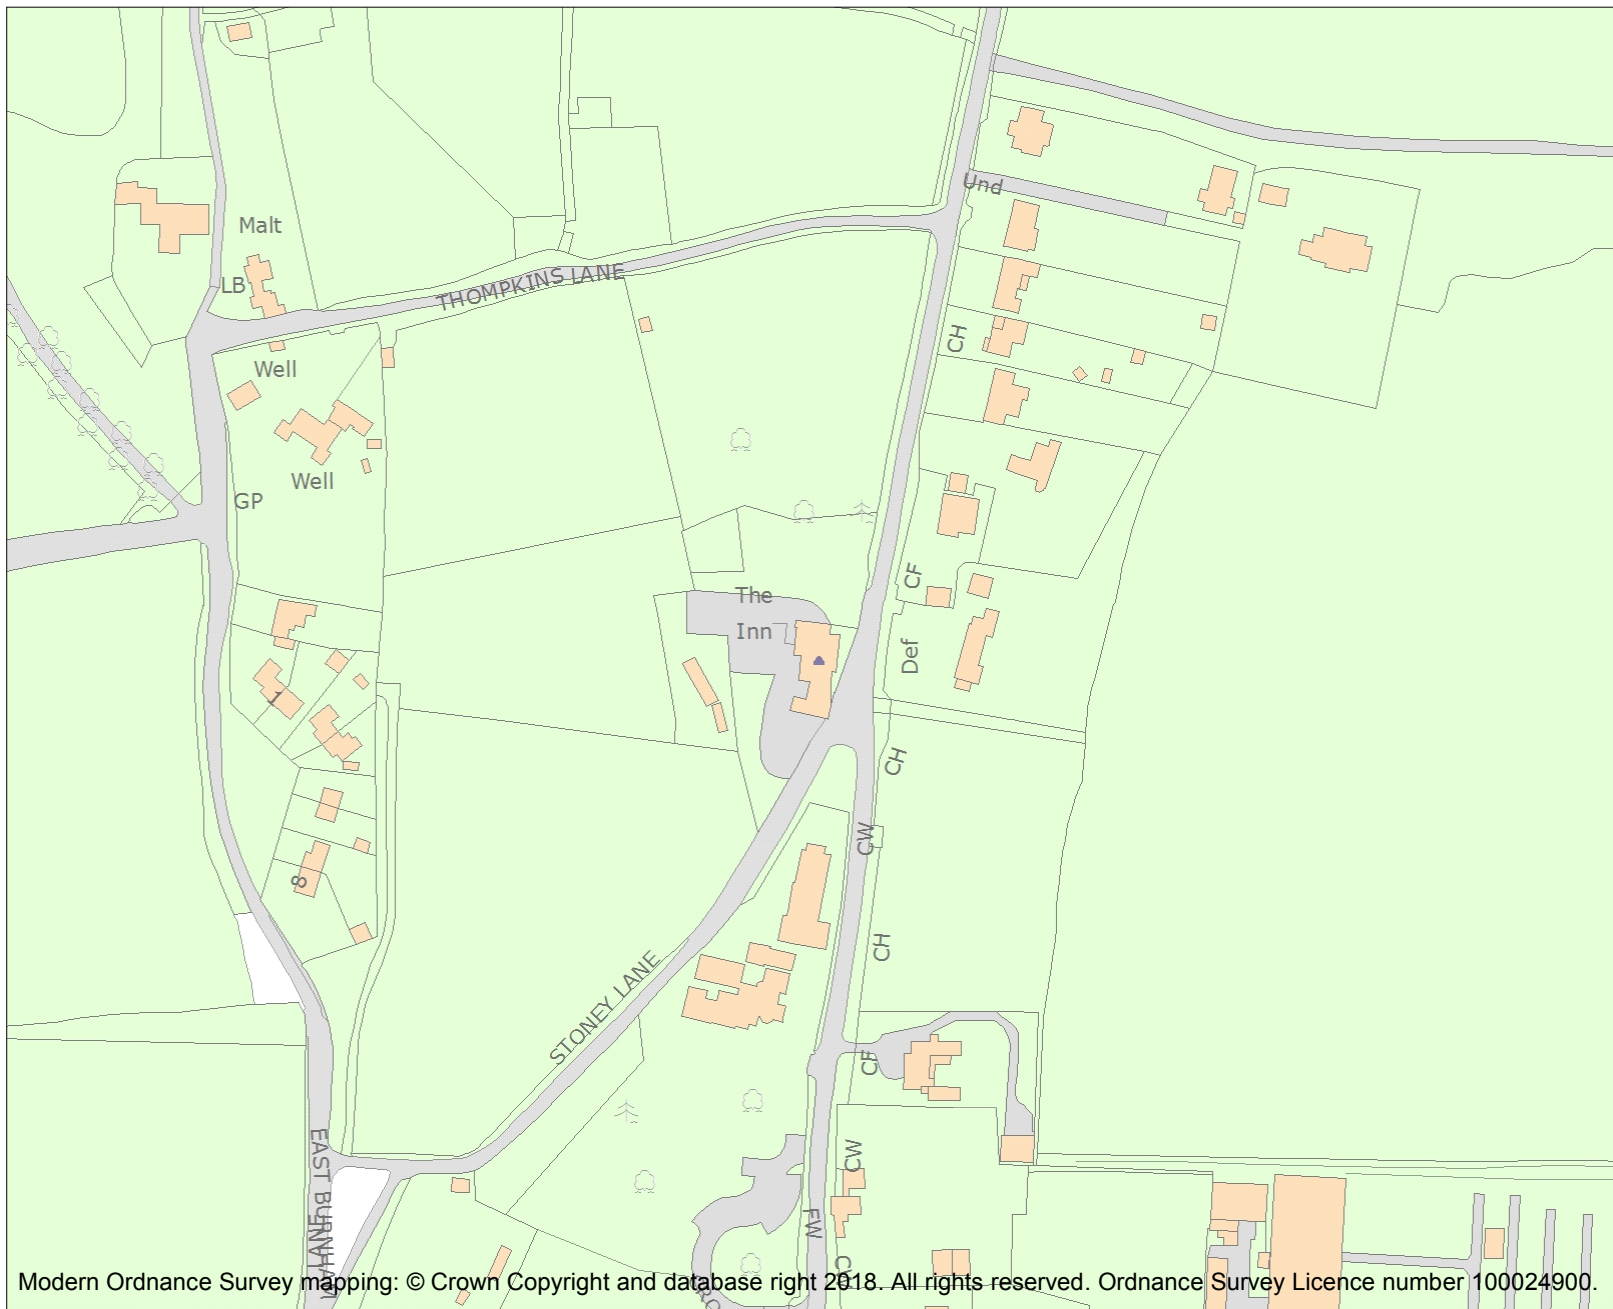 Und
Malt
LB
THOMPKINS LANE
CH
Well
Well
GP
CF
The
Inn
Def
1
CH
CW
8
CH
STONEY LANE
CF
CW
EAST BURNHAM
LANE
FW
CW
Modern Ordnance Survey mapping: © Crown Copyright and database right 2018. All rights reserved. Ordnance Survey Licence number 100024900.